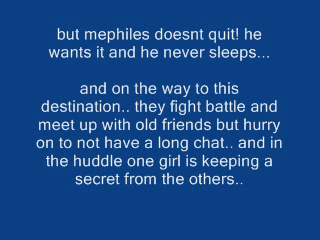 but mephiles doesnt quit! he
wants it and he never sleeps...
and on the way to this
destination.. they fight battle and
meet up with old friends but hurry
on to not have a long chat.. and in
the huddle one girl is keeping a
secret from the others..